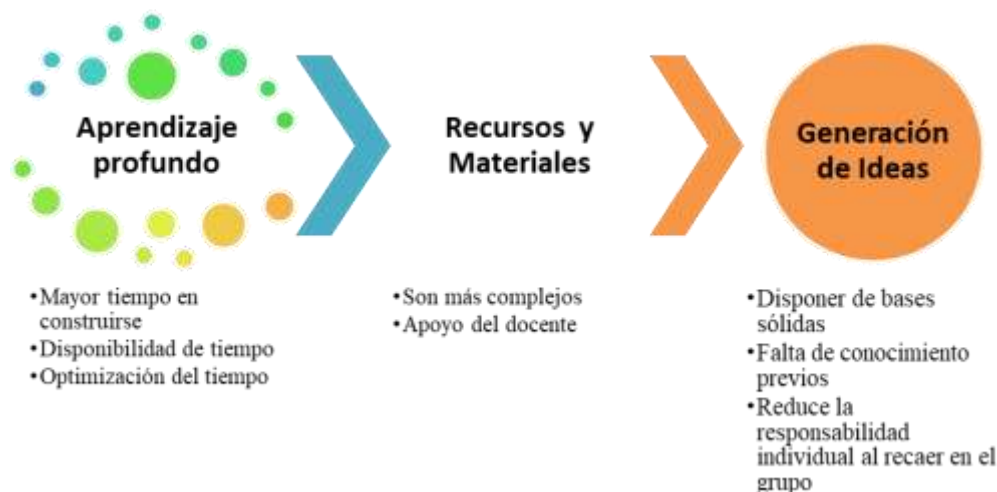 Aprendizaje
profundo
•Mayor tiempo en
construirse
•Disponibilidad de tiempo
•Optimización del tiempo
Recursos y
Materiales
•Son más complejos
•Apoyo del docente
Generación
de Ideas
•Disponer de bases
sólidas
•Falta de conocimiento
previos
•Reduce la
responsabilidad
individual al recaer en el
grupo